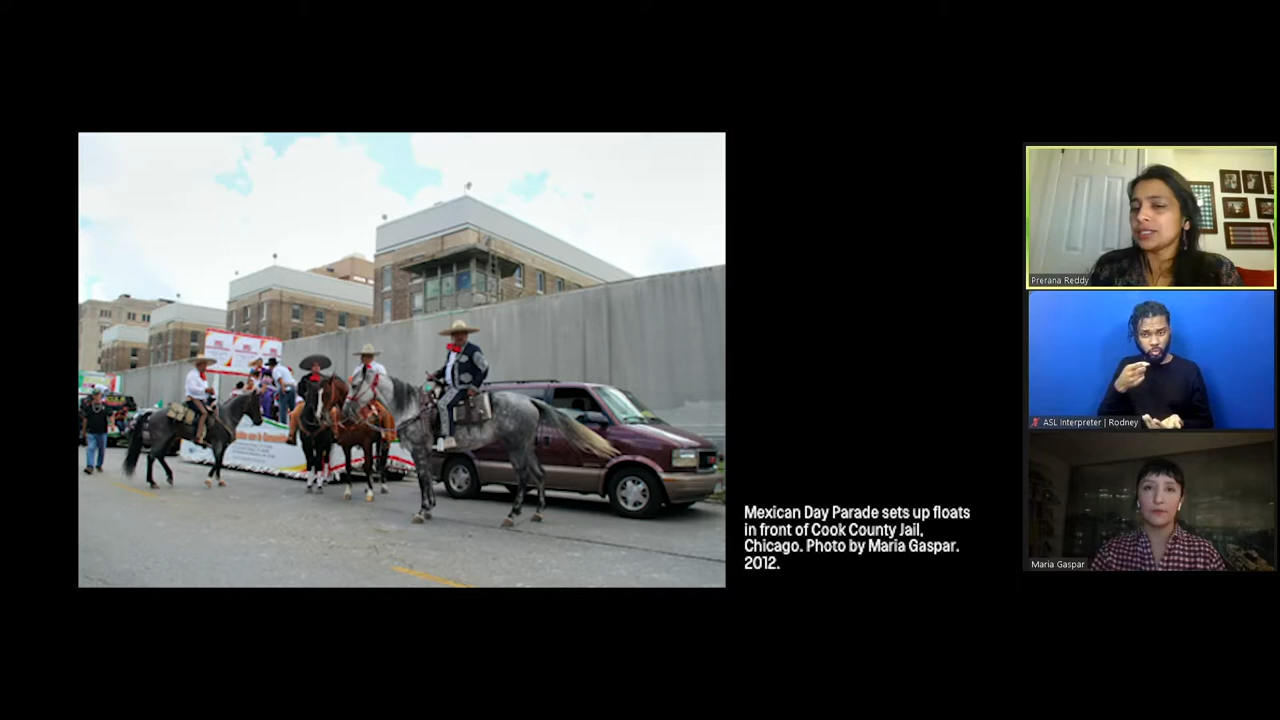 Mexican Day Parade sets up floats
in front of Cook County Jail,
Chicago. Photo by Maria Gaspar.
2012.
Prerana Reddy
ASL Interpreter | Rodney
Maria Gaspar